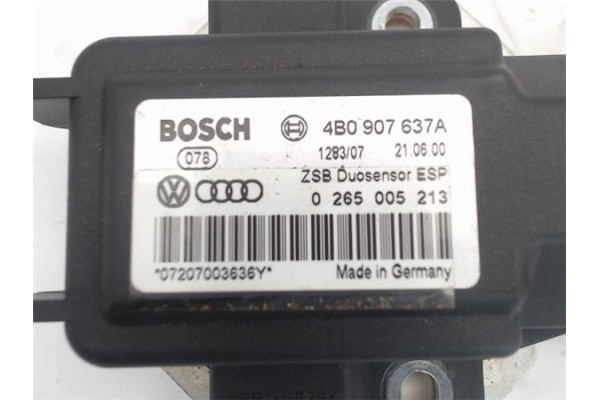 BOSCH 4B0 907 637A
078 1283/07 21.06.00
ZSB Duosensor ESP
0 265 005 213
*07207003636Y* Made in Germany